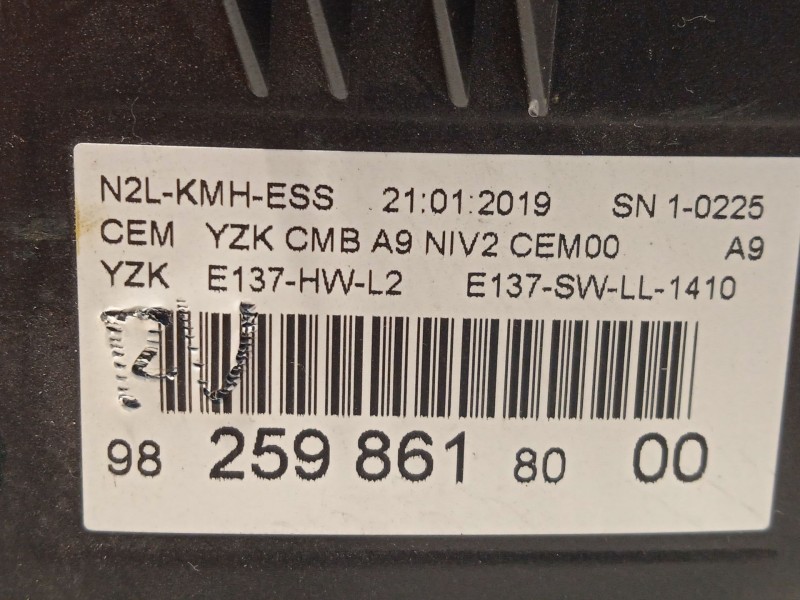 N2L-KMH-ESS 21:01:2019 SN 1-0225
CEM YZK CMB A9 NIV2 CEM00 A9
YZK E137-HW-L2 E137-SW-LL-1410
98 259 861 80 00